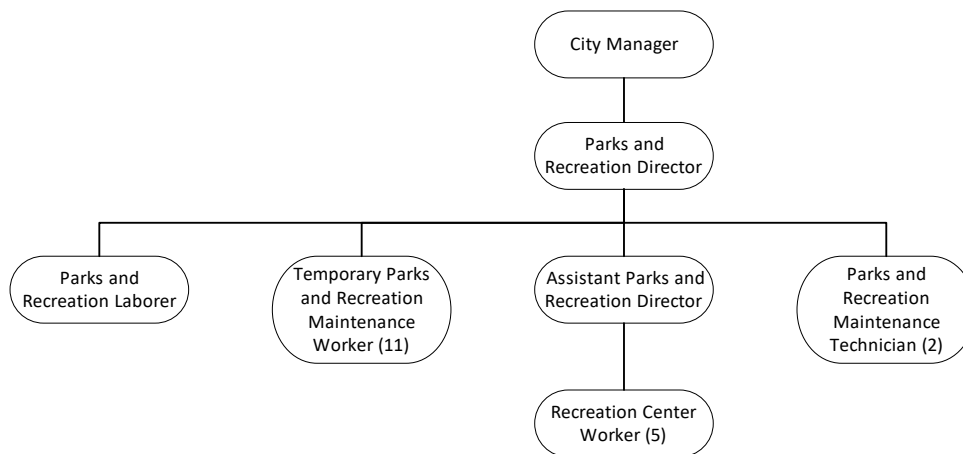 City Manager
Parks and
Recreation Director
Parks and
Recreation Laborer
Temporary Parks
and Recreation
Maintenance
Worker (11)
Assistant Parks and
Recreation Director
Parks and
Recreation
Maintenance
Technician (2)
Recreation Center
Worker (5)